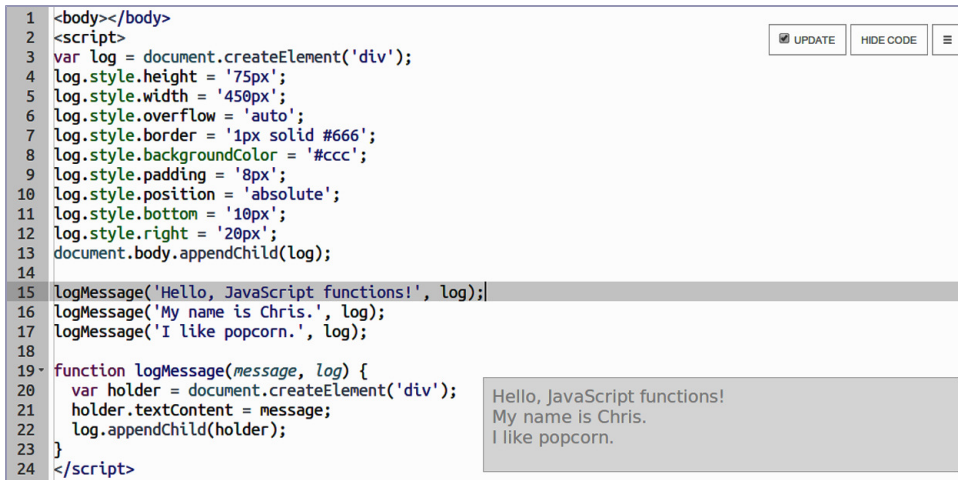 1 <body></body>
2 <script>
UPDATE HIDE CODE ≡
3 var log = document.createElement('div');
4 log.style.height = '75px';
5 log.style.width = '450px';
6 log.style.overflow = 'auto';
7 log.style.border = '1px solid #666';
8 log.style.backgroundColor = '#ccc';
9 log.style.padding = '8px';
10 log.style.position = 'absolute';
11 log.style.bottom = '10px';
12 log.style.right = '20px';
13 document.body.appendChild(log);
14
15 logMessage('Hello, JavaScript functions!', log);
16 logMessage('My name is Chris.', log);
17 logMessage('I like popcorn.', log);
18
19 function logMessage(message, log) {
20   var holder = document.createElement('div');
21   holder.textContent = message;
22   log.appendChild(holder);
23 }
24 </script>
Hello, JavaScript functions!
My name is Chris.
I like popcorn.